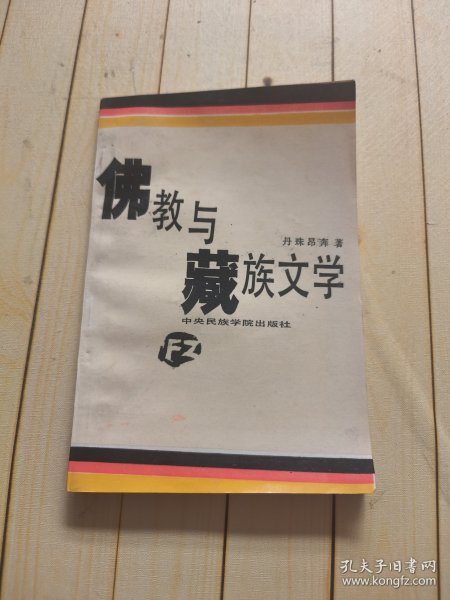 佛教与
丹珠昂奔 著
藏族文学
中央民族学院出版社
FZ
孔夫子旧书网
www.kongfz.com